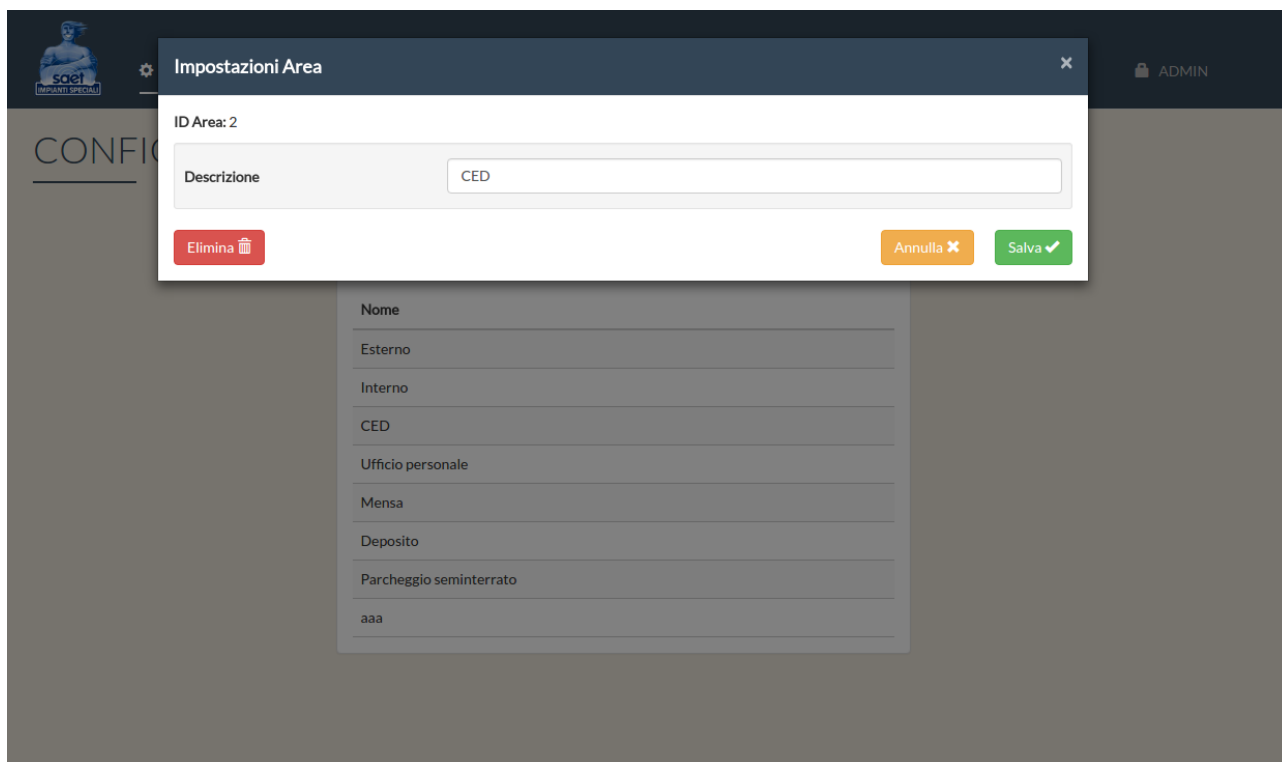 saet
IMPIANTI SPECIALI
Impostazioni Area
×
ADMIN
CONFIG
ID Area: 2
Descrizione
CED
Elimina
Annulla
Salva
Nome
Esterno
Interno
CED
Ufficio personale
Mensa
Deposito
Parcheggio seminterrato
aaa